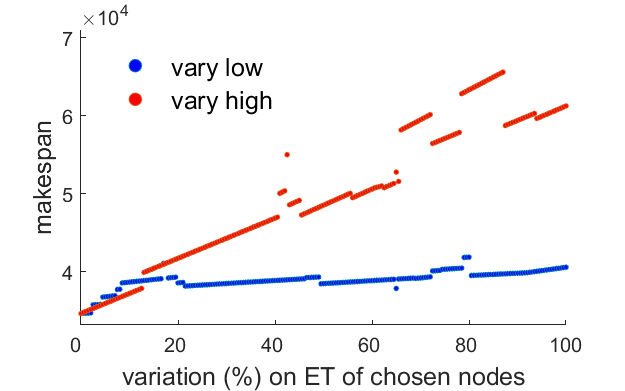 ×10⁴
7
6
5
4
makespan
vary low
vary high
0 20 40 60 80 100
variation (%) on ET of chosen nodes